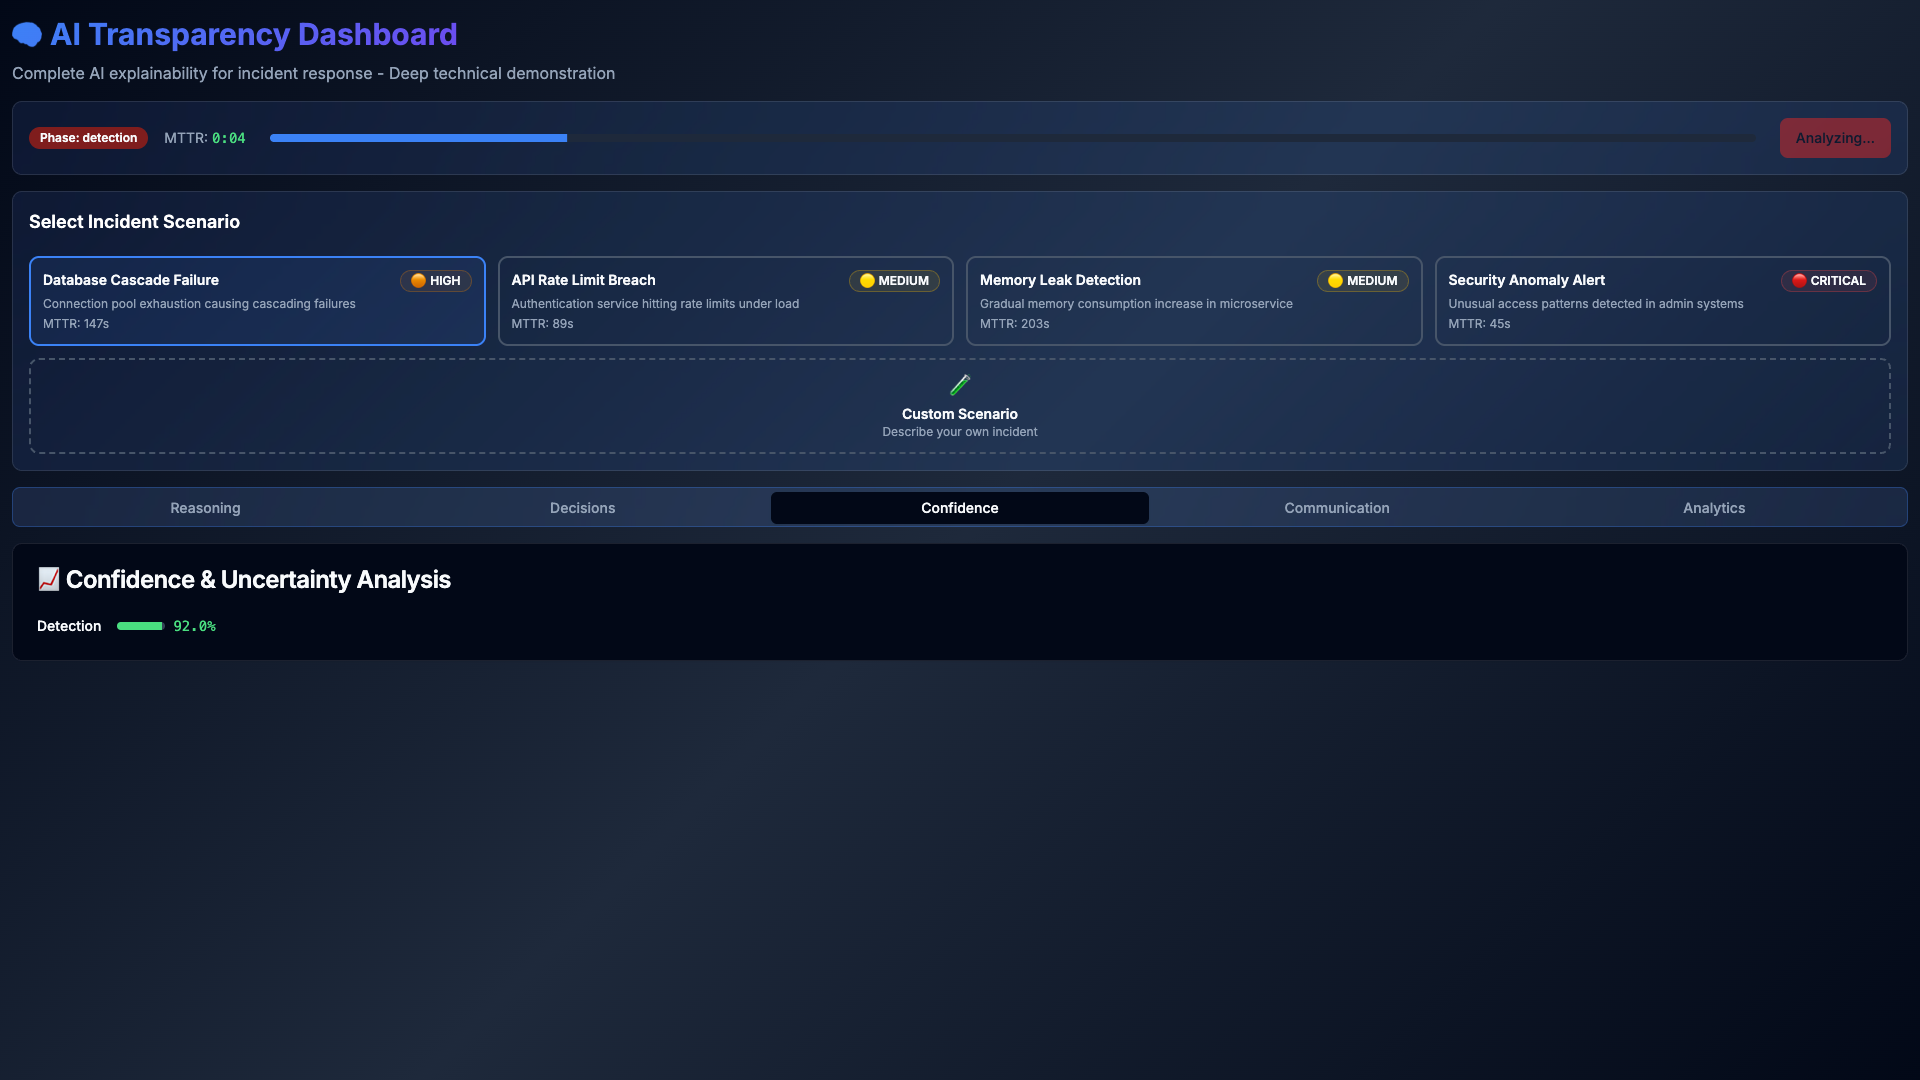 AI Transparency Dashboard
Complete AI explainability for incident response - Deep technical demonstration
Phase: detection MTTR: 0:04 Analyzing...
Select Incident Scenario
Database Cascade Failure HIGH
Connection pool exhaustion causing cascading failures
MTTR: 147s
API Rate Limit Breach MEDIUM
Authentication service hitting rate limits under load
MTTR: 89s
Memory Leak Detection MEDIUM
Gradual memory consumption increase in microservice
MTTR: 203s
Security Anomaly Alert CRITICAL
Unusual access patterns detected in admin systems
MTTR: 45s
Custom Scenario
Describe your own incident
Reasoning Decisions Confidence Communication Analytics
Confidence & Uncertainty Analysis
Detection 92.0%